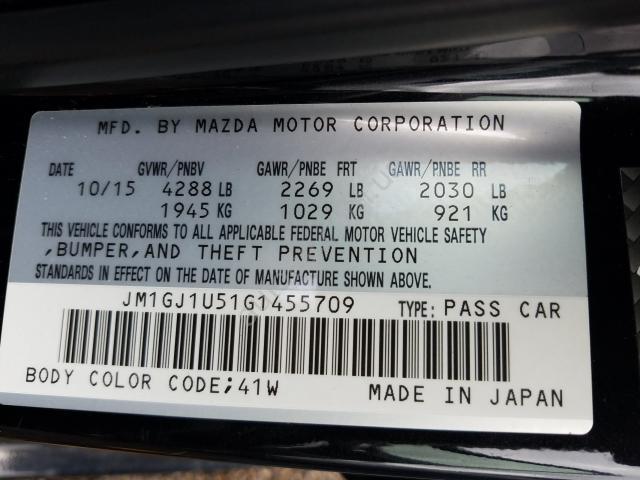 MFD. BY MAZDA MOTOR CORPORATION
DATE GVWR/PNBV GAWR/PNBE FRT GAWR/PNBE RR
10/15 4288 LB 2269 LB 2030 LB
1945 KG 1029 KG 921 KG
THIS VEHICLE CONFORMS TO ALL APPLICABLE FEDERAL MOTOR VEHICLE SAFETY
,BUMPER,AND THEFT PREVENTION
STANDARDS IN EFFECT ON THE DATE OF MANUFACTURE SHOWN ABOVE.
JM1GJ1U51G1455709 TYPE: PASS CAR
BODY COLOR CODE;41W MADE IN JAPAN